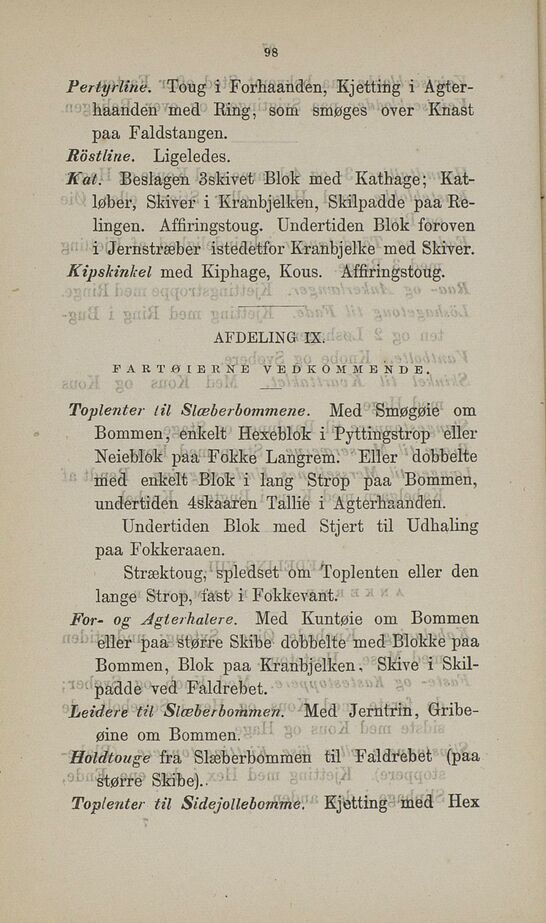 98
Pertyrline. Toug i Forhaanden, Kjetting i Agter-
haanden med Ring, som smøges over Knast
paa Faldstangen.
Röstline. Ligeledes.
Kat. Beslagen 3skivet Blok med Kathage; Kat-
løber, Skiver i Kranbjelken, Skilpadde paa Re-
lingen. Affiringstoug. Undertiden Blok foroven
i Jernstræber istedetfor Kranbjelke med Skiver.
Kipskinkel med Kiphage, Kous. Affiringstoug.
AFDELING IX.
FARTØIERNE VEDKOMMENDE.
Toplenter til Slæberbommene. Med Smøgøie om
Bommen, enkelt Hexeblok i Pyttingstrop eller
Neieblok paa Fokke Langrem. Eller dobbelte
med enkelt Blok i lang Strop paa Bommen,
undertiden 4skaaren Tallie i Agterhaanden.
Undertiden Blok med Stjert til Udhaling
paa Fokkeraaen.
Stræktoug, spledset om Toplenten eller den
lange Strop, fast i Fokkevant.
For- og Agterhalere. Med Kuntøie om Bommen
eller paa større Skibe dobbelte med Blokke paa
Bommen, Blok paa Kranbjelken, Skive i Skil-
padde ved Faldrebet.
Leidere til Slæberbommen. Med Jerntrin, Gribe-
øine om Bommen.
Holdtouge fra Slæberbommen til Faldrebet (paa
større Skibe).
Toplenter til Sidejollebomme. Kjetting med Hex